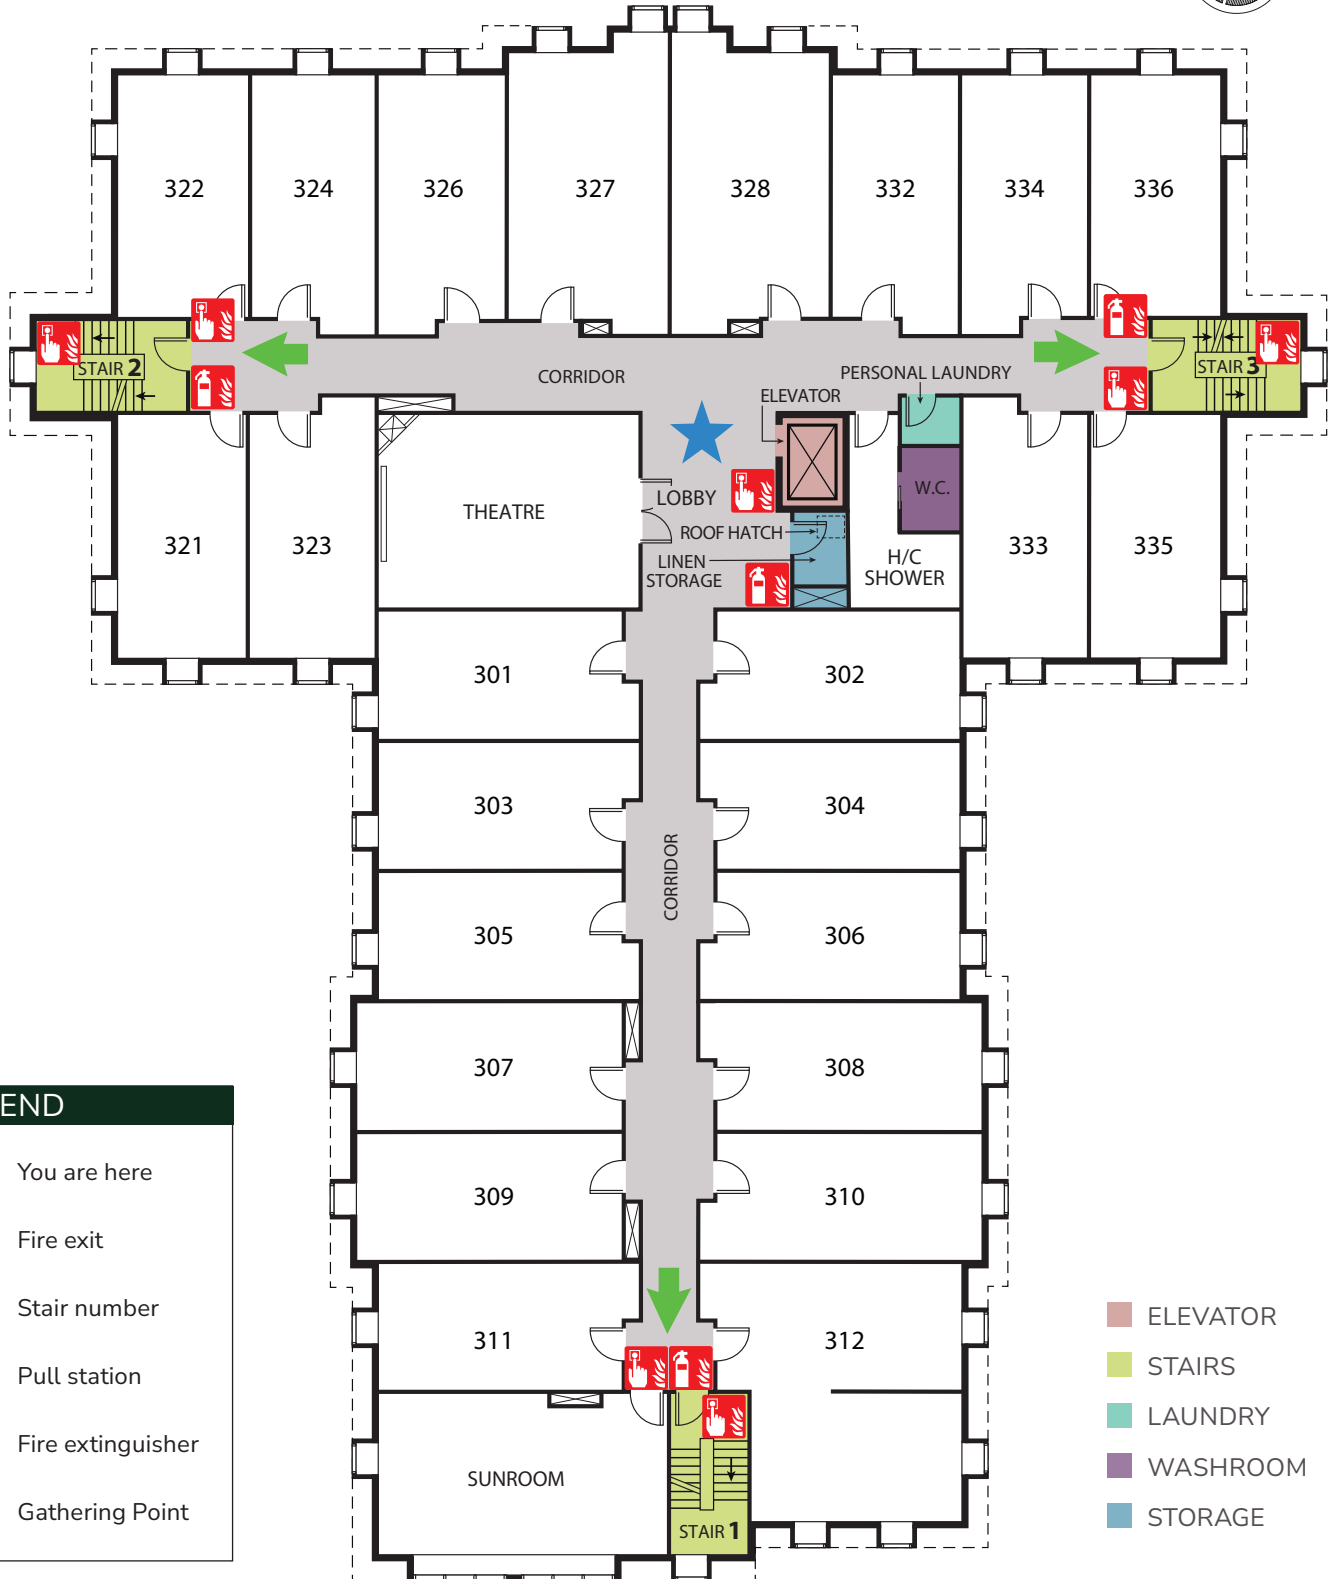 322
324
326
327
328
332
334
336
STAIR 2
STAIR 3
CORRIDOR
PERSONAL LAUNDRY
ELEVATOR
W.C.
LOBBY
THEATRE
ROOF HATCH
LINEN
STORAGE
H/C
SHOWER
321
323
333
335
301
302
303
304
CORRIDOR
305
306
307
308
309
310
311
312
SUNROOM
STAIR 1
END
You are here
Fire exit
Stair number
Pull station
Fire extinguisher
Gathering Point
ELEVATOR
STAIRS
LAUNDRY
WASHROOM
STORAGE